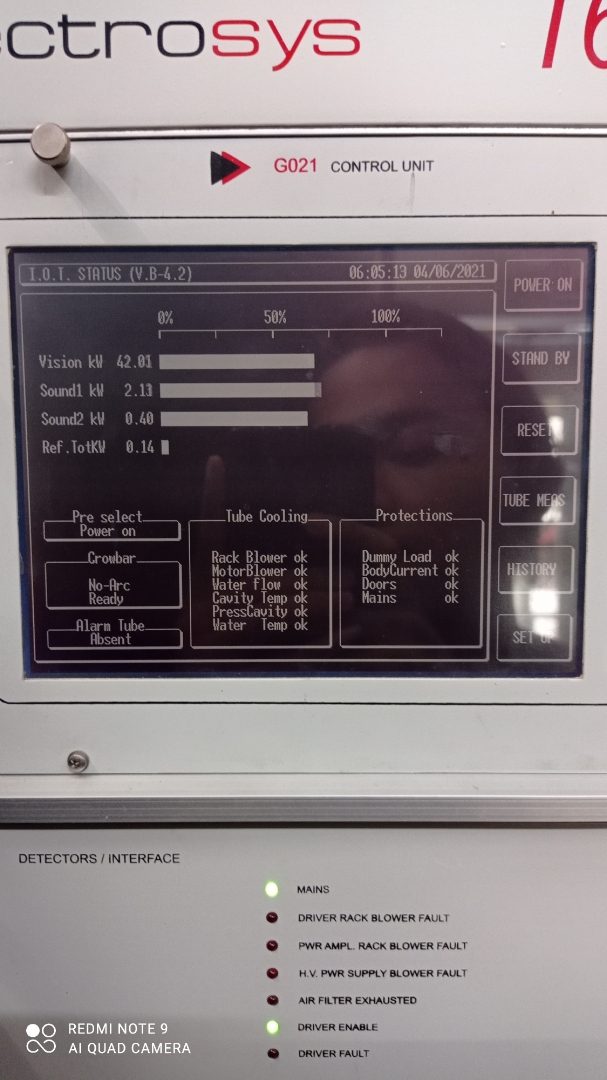 ectrosys
G021 CONTROL UNIT
I.O.T. STATUS (V.B-4.2) 06:05:13 04/06/2021
POWER ON
0% 50% 100%
Vision kW 42.01
STAND BY
Sound1 kW 2.13
Sound2 kW 0.40
RESET
Ref.TotKW 0.14
TUBE MEAS
Pre select
Power on
Tube Cooling
Protections
Crowbar
No-Arc
Ready
Alarm Tube
Absent
Rack Blower ok
MotorBlower ok
Water flow ok
Cavity Temp ok
PressCavity ok
Water Temp ok
Dummy Load ok
BodyCurrent ok
Doors ok
Mains ok
HISTORY
SET UP
DETECTORS / INTERFACE
MAINS
DRIVER RACK BLOWER FAULT
PWR AMPL. RACK BLOWER FAULT
H.V. PWR SUPPLY BLOWER FAULT
AIR FILTER EXHAUSTED
DRIVER ENABLE
DRIVER FAULT
REDMI NOTE 9
AI QUAD CAMERA